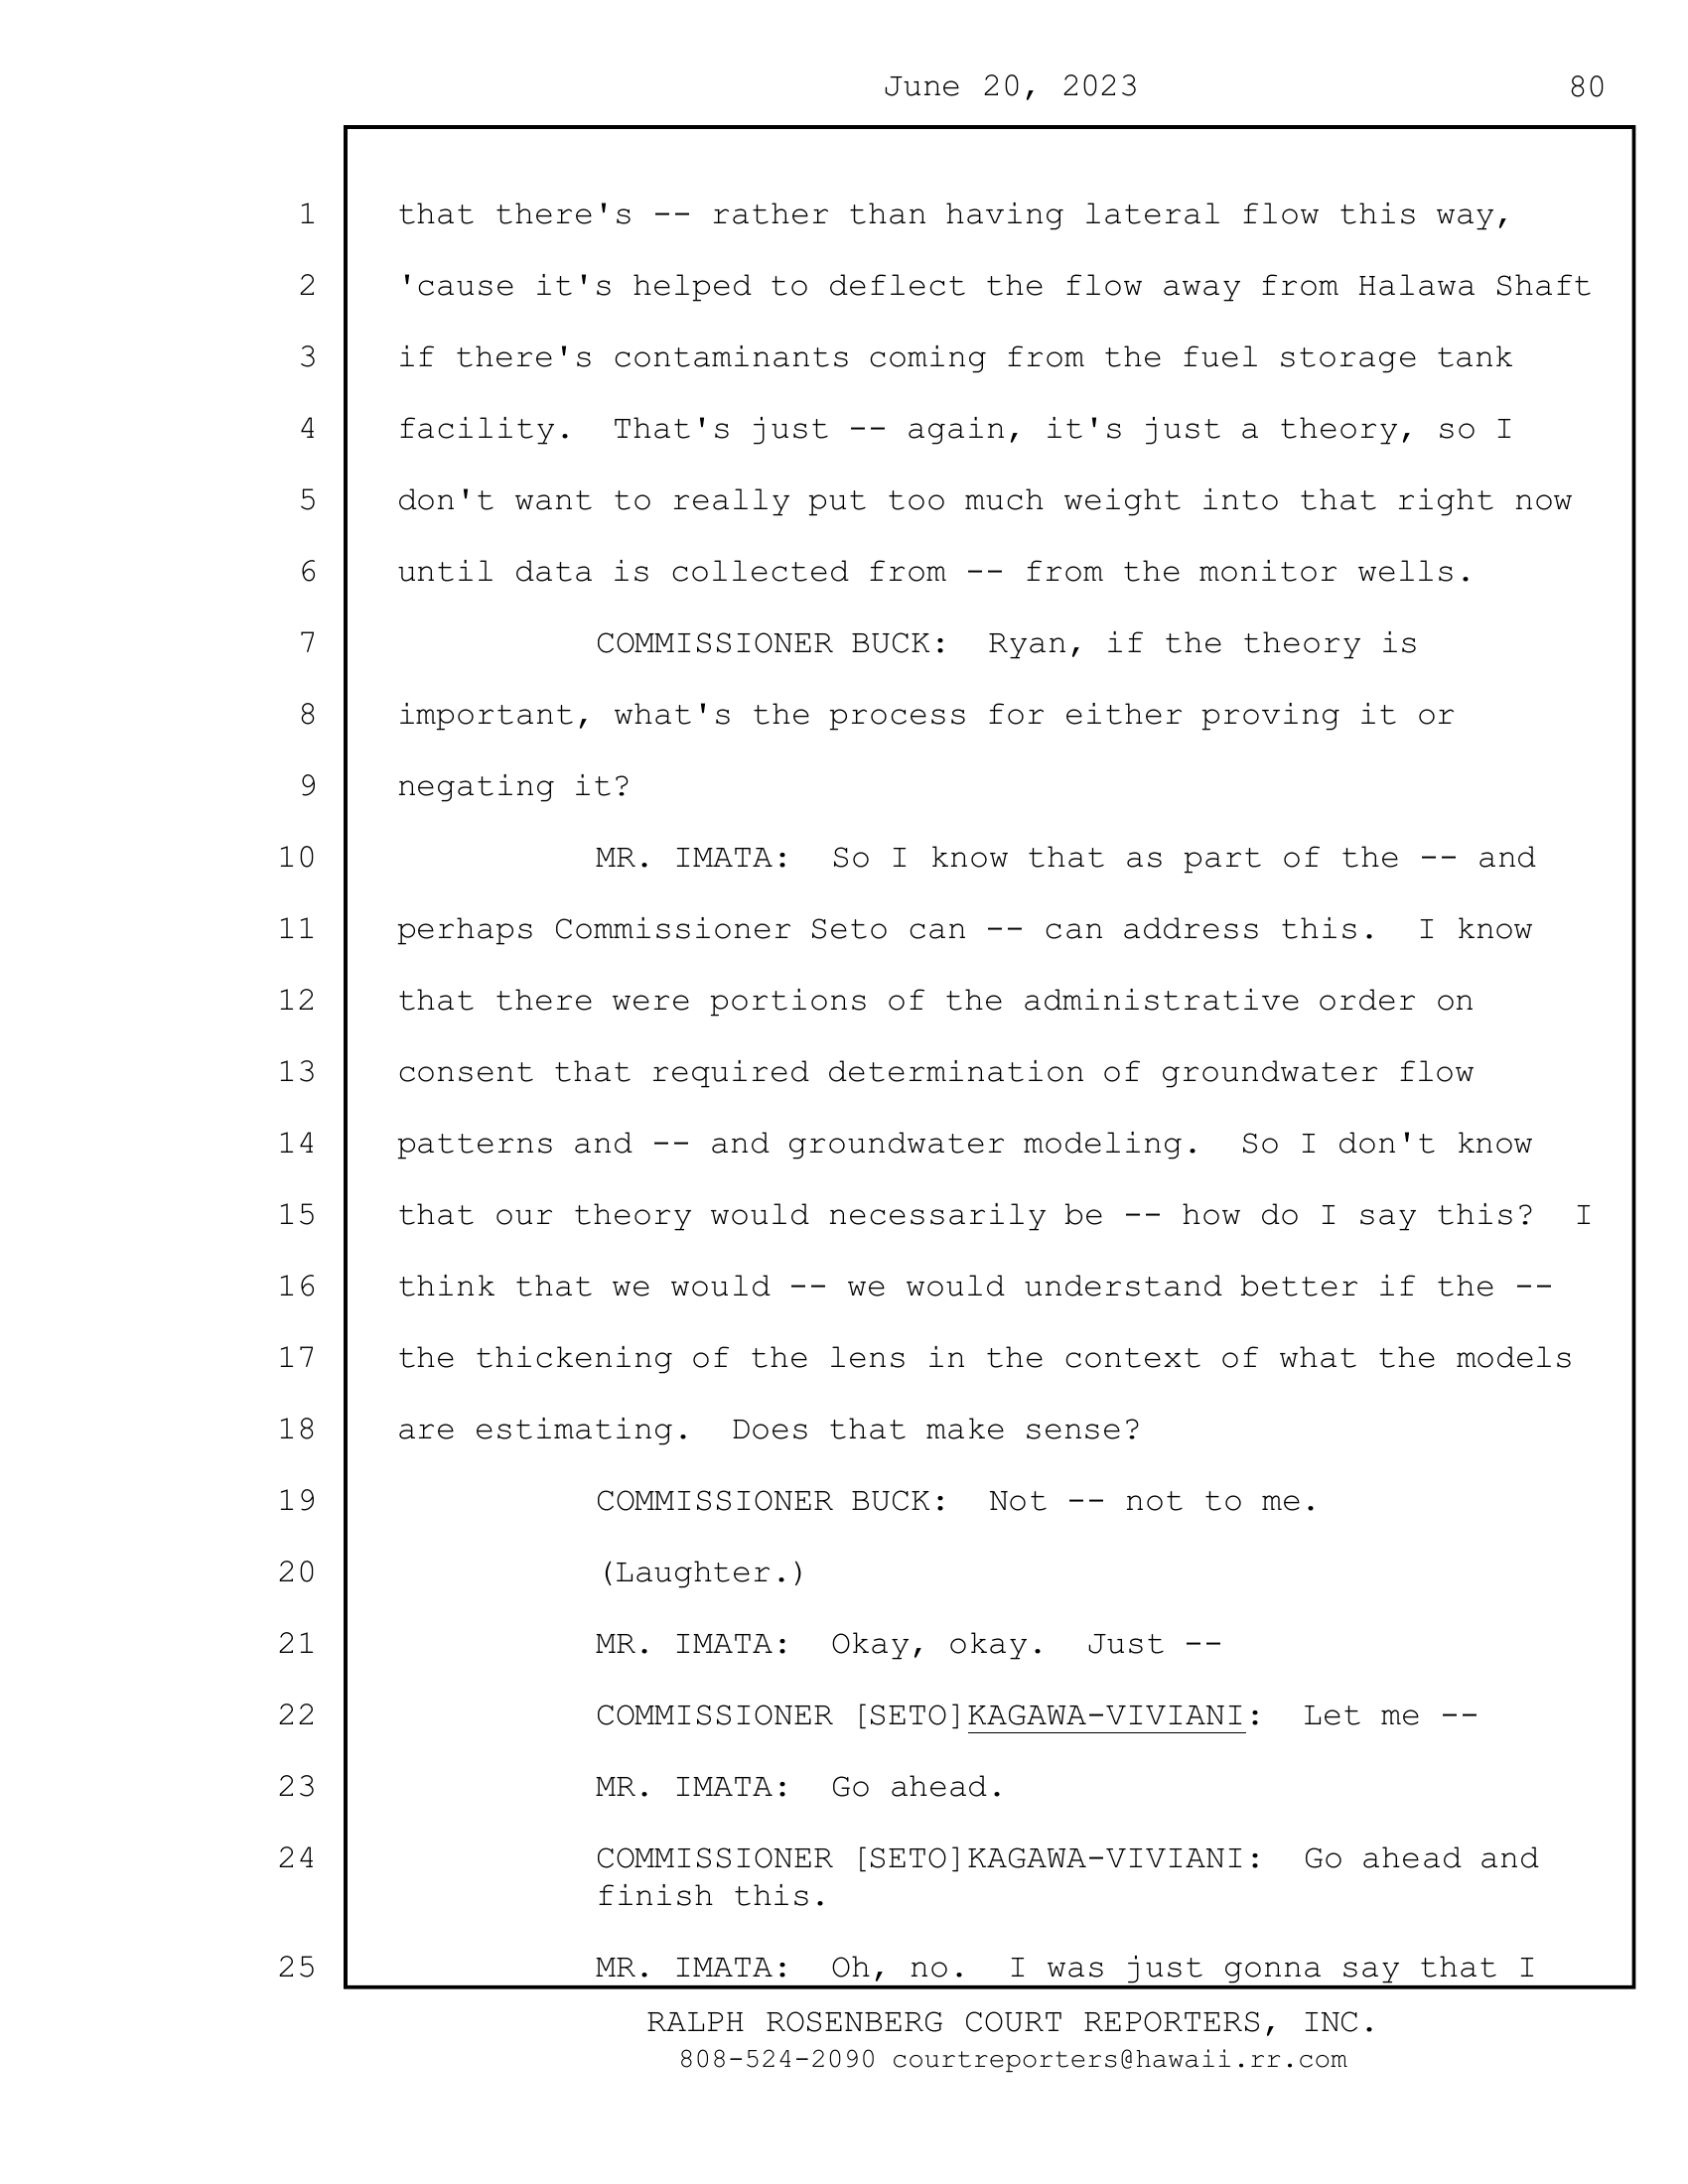 June 20, 2023 80
1 that there's -- rather than having lateral flow this way,
2 'cause it's helped to deflect the flow away from Halawa Shaft
3 if there's contaminants coming from the fuel storage tank
4 facility.  That's just -- again, it's just a theory, so I
5 don't want to really put too much weight into that right now
6 until data is collected from -- from the monitor wells.
7 COMMISSIONER BUCK:  Ryan, if the theory is
8 important, what's the process for either proving it or
9 negating it?
10 MR. IMATA:  So I know that as part of the -- and
11 perhaps Commissioner Seto can -- can address this.  I know
12 that there were portions of the administrative order on
13 consent that required determination of groundwater flow
14 patterns and -- and groundwater modeling.  So I don't know
15 that our theory would necessarily be -- how do I say this?  I
16 think that we would -- we would understand better if the --
17 the thickening of the lens in the context of what the models
18 are estimating.  Does that make sense?
19 COMMISSIONER BUCK:  Not -- not to me.
20 (Laughter.)
21 MR. IMATA:  Okay, okay.  Just --
22 COMMISSIONER [SETO]KAGAWA-VIVIANI:  Let me --
23 MR. IMATA:  Go ahead.
24 COMMISSIONER [SETO]KAGAWA-VIVIANI:  Go ahead and
finish this.
25 MR. IMATA:  Oh, no.  I was just gonna say that I
RALPH ROSENBERG COURT REPORTERS, INC.
808-524-2090 courtreporters@hawaii.rr.com